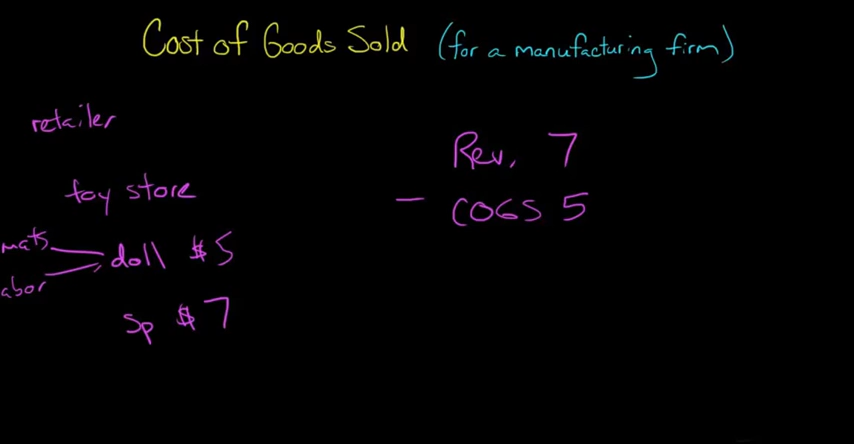 Cost of Goods Sold (for a manufacturing firm)
retailer
toy store
mats
abor
doll $5
Sp $7
Rev. 7
- COGS 5